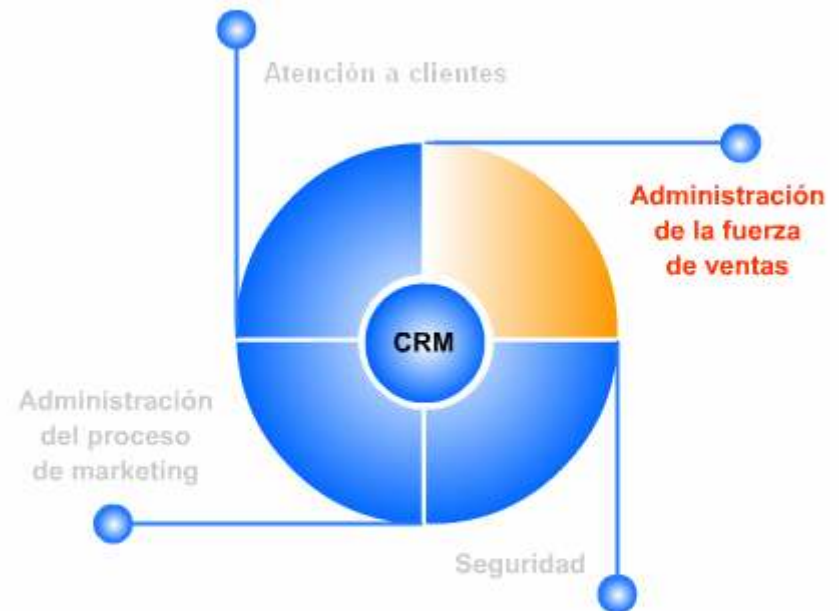 Atención a clientes
Administración
de la fuerza
de ventas
CRM
Administración
del proceso
de marketing
Seguridad